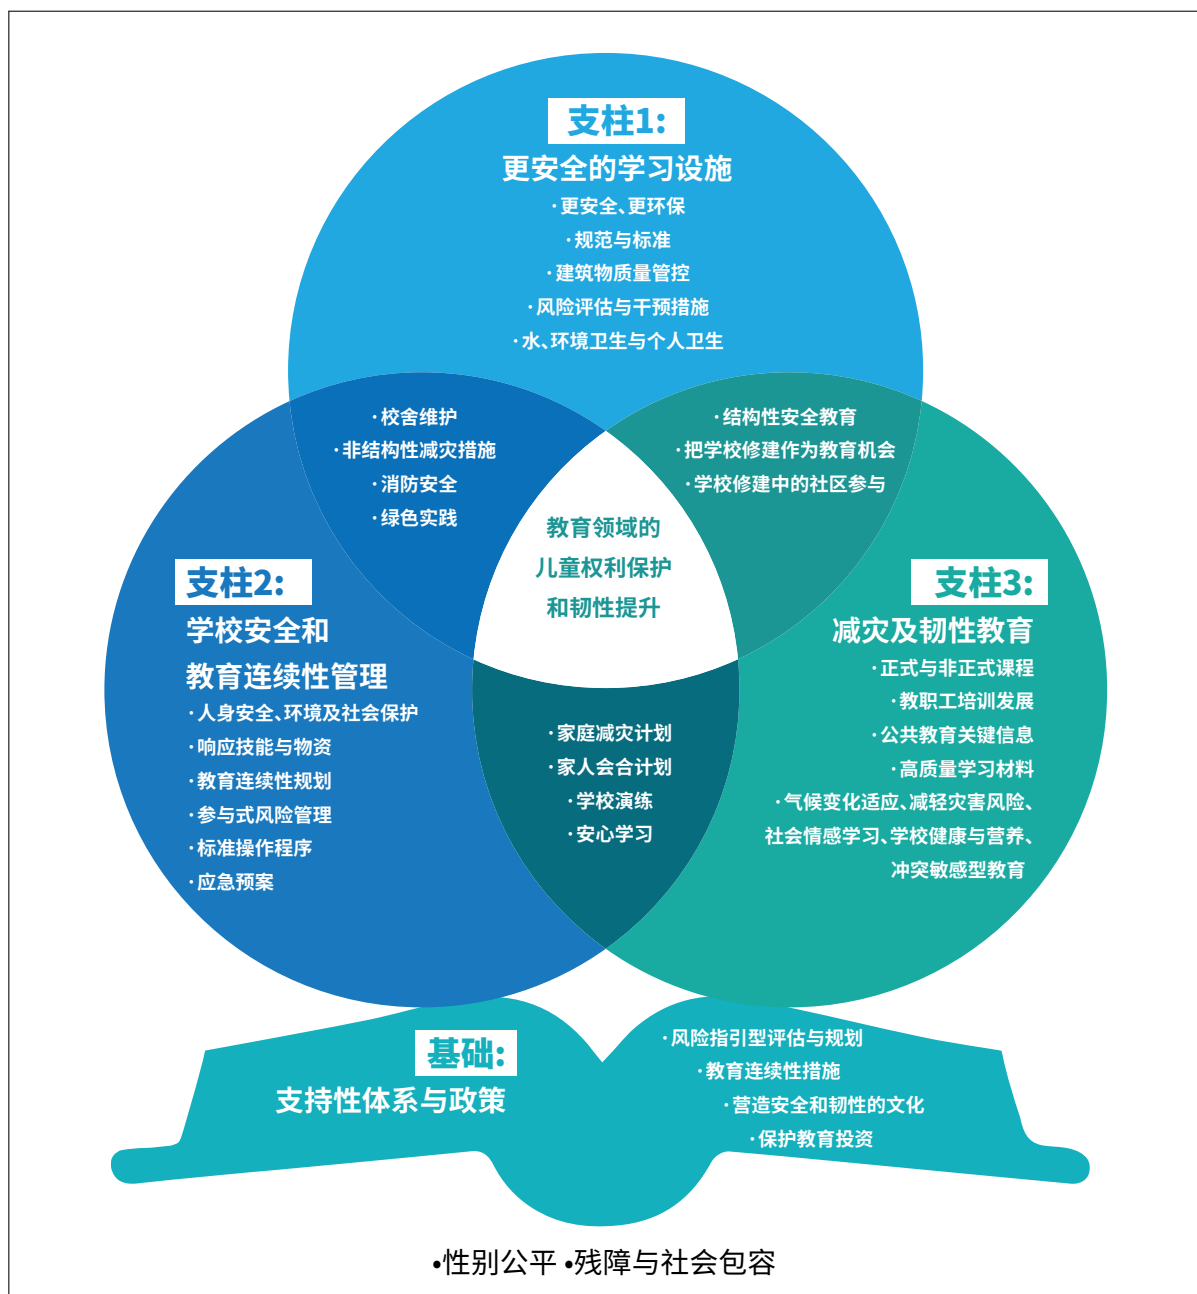 支柱1:
更安全的学习设施
·更安全、更环保
·规范与标准
·建筑物质量管控
·风险评估与干预措施
·水、环境卫生与个人卫生
·校舍维护
·非结构性减灾措施
·消防安全
·绿色实践
·结构性安全教育
·把学校修建作为教育机会
·学校修建中的社区参与
教育领域的
儿童权利保护
和韧性提升
支柱2:
学校安全和
教育连续性管理
·人身安全、环境及社会保护
·响应技能与物资
·教育连续性规划
·参与式风险管理
·标准操作程序
·应急预案
支柱3:
减灾及韧性教育
·正式与非正式课程
·教职工培训发展
·公共教育关键信息
·高质量学习材料
·气候变化适应、减轻灾害风险、
社会情感学习、学校健康与营养、
冲突敏感型教育
·家庭减灾计划
·家人会合计划
·学校演练
·安心学习
基础:
支持性体系与政策
·风险指引型评估与规划
·教育连续性措施
·营造安全和韧性的文化
·保护教育投资
•性别公平 •残障与社会包容